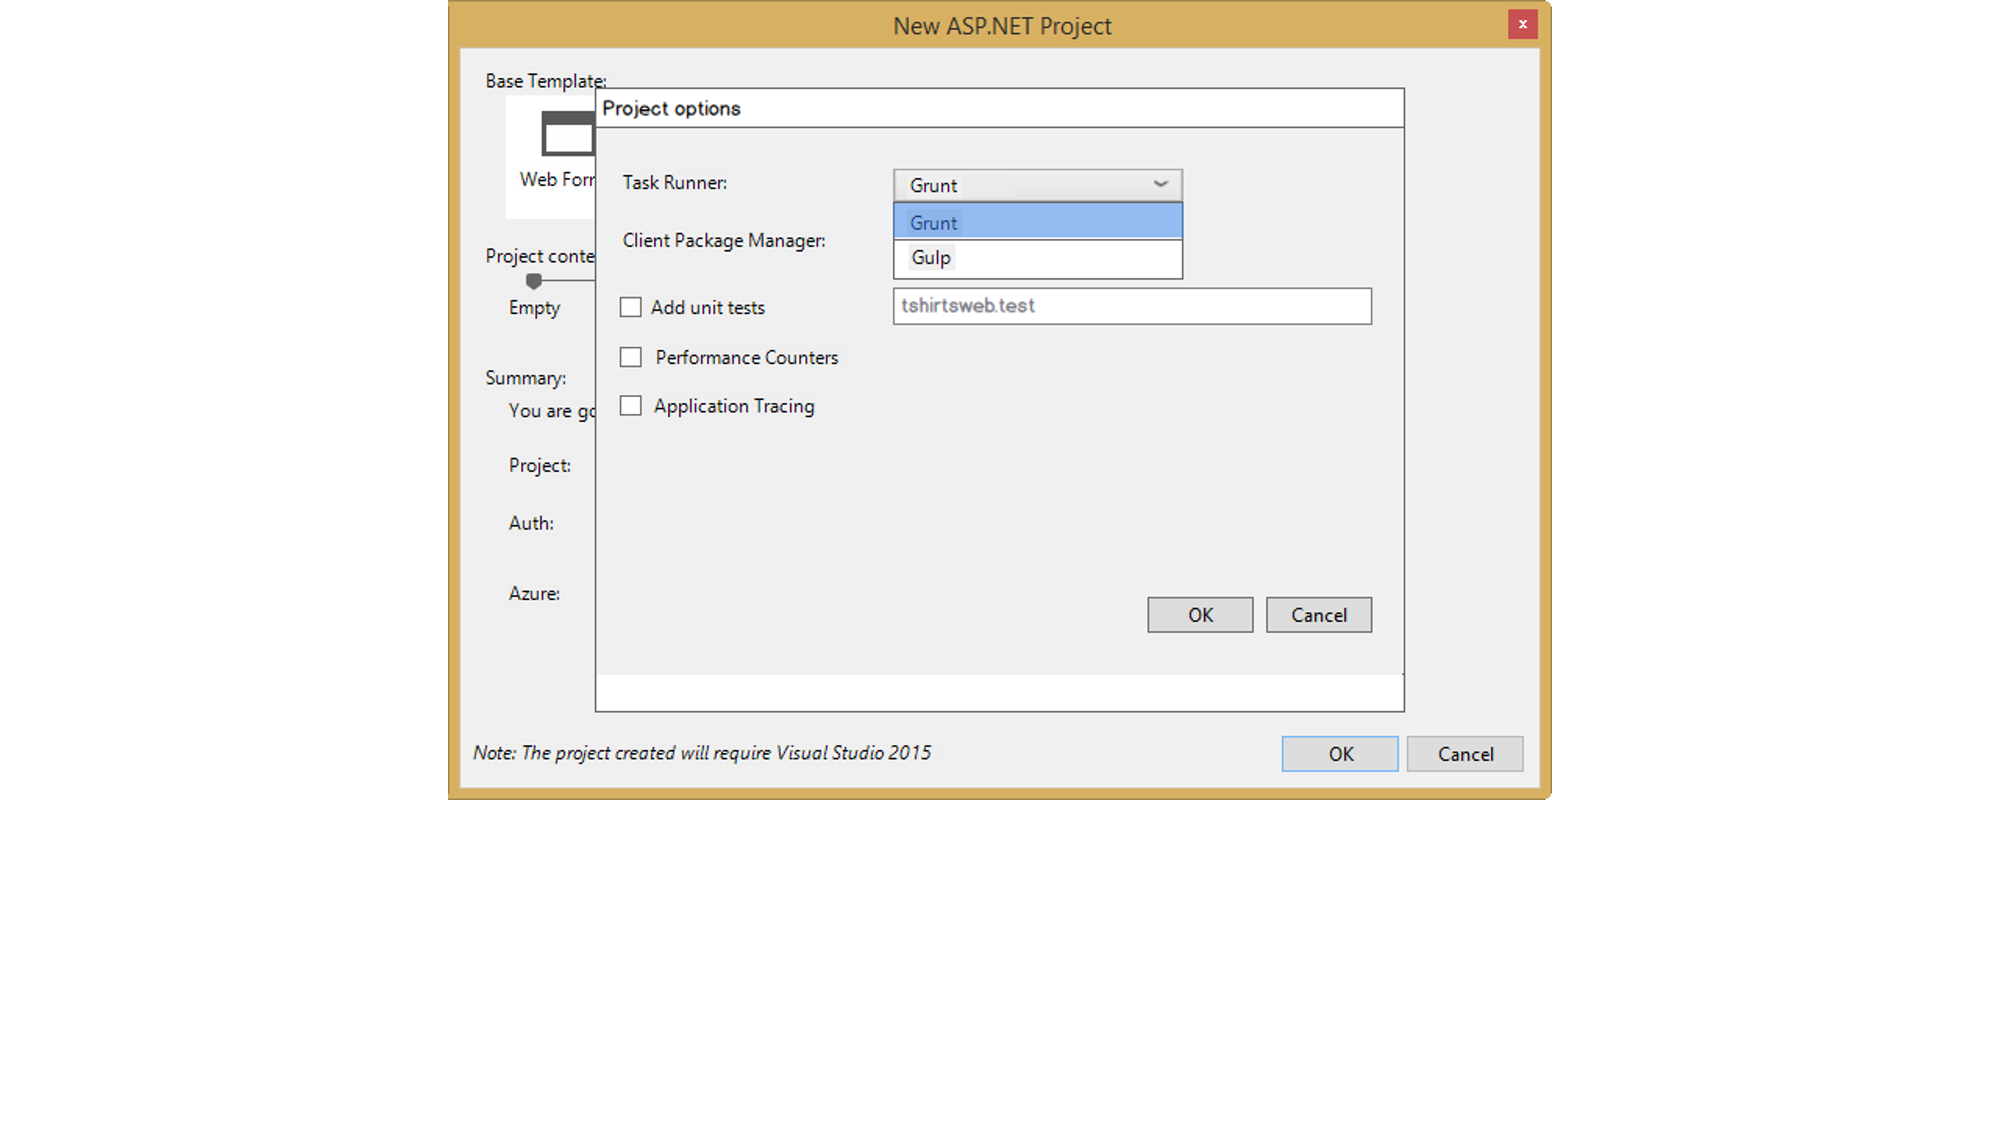 New ASP.NET Project
x
Base Template:
Project options
Web Forr
Task Runner:
Grunt
Grunt
Gulp
Client Package Manager:
Project conte
Empty
Add unit tests
tshirtsweb.test
Performance Counters
Summary:
Application Tracing
You are go
Project:
Auth:
Azure:
OK
Cancel
Note: The project created will require Visual Studio 2015
OK
Cancel